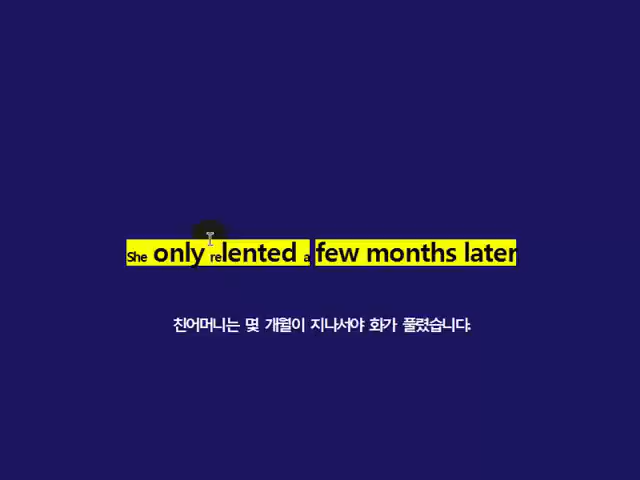 She only relented a few months later
친어머니는 몇 개월이 지나서야 화가 풀렸습니다.